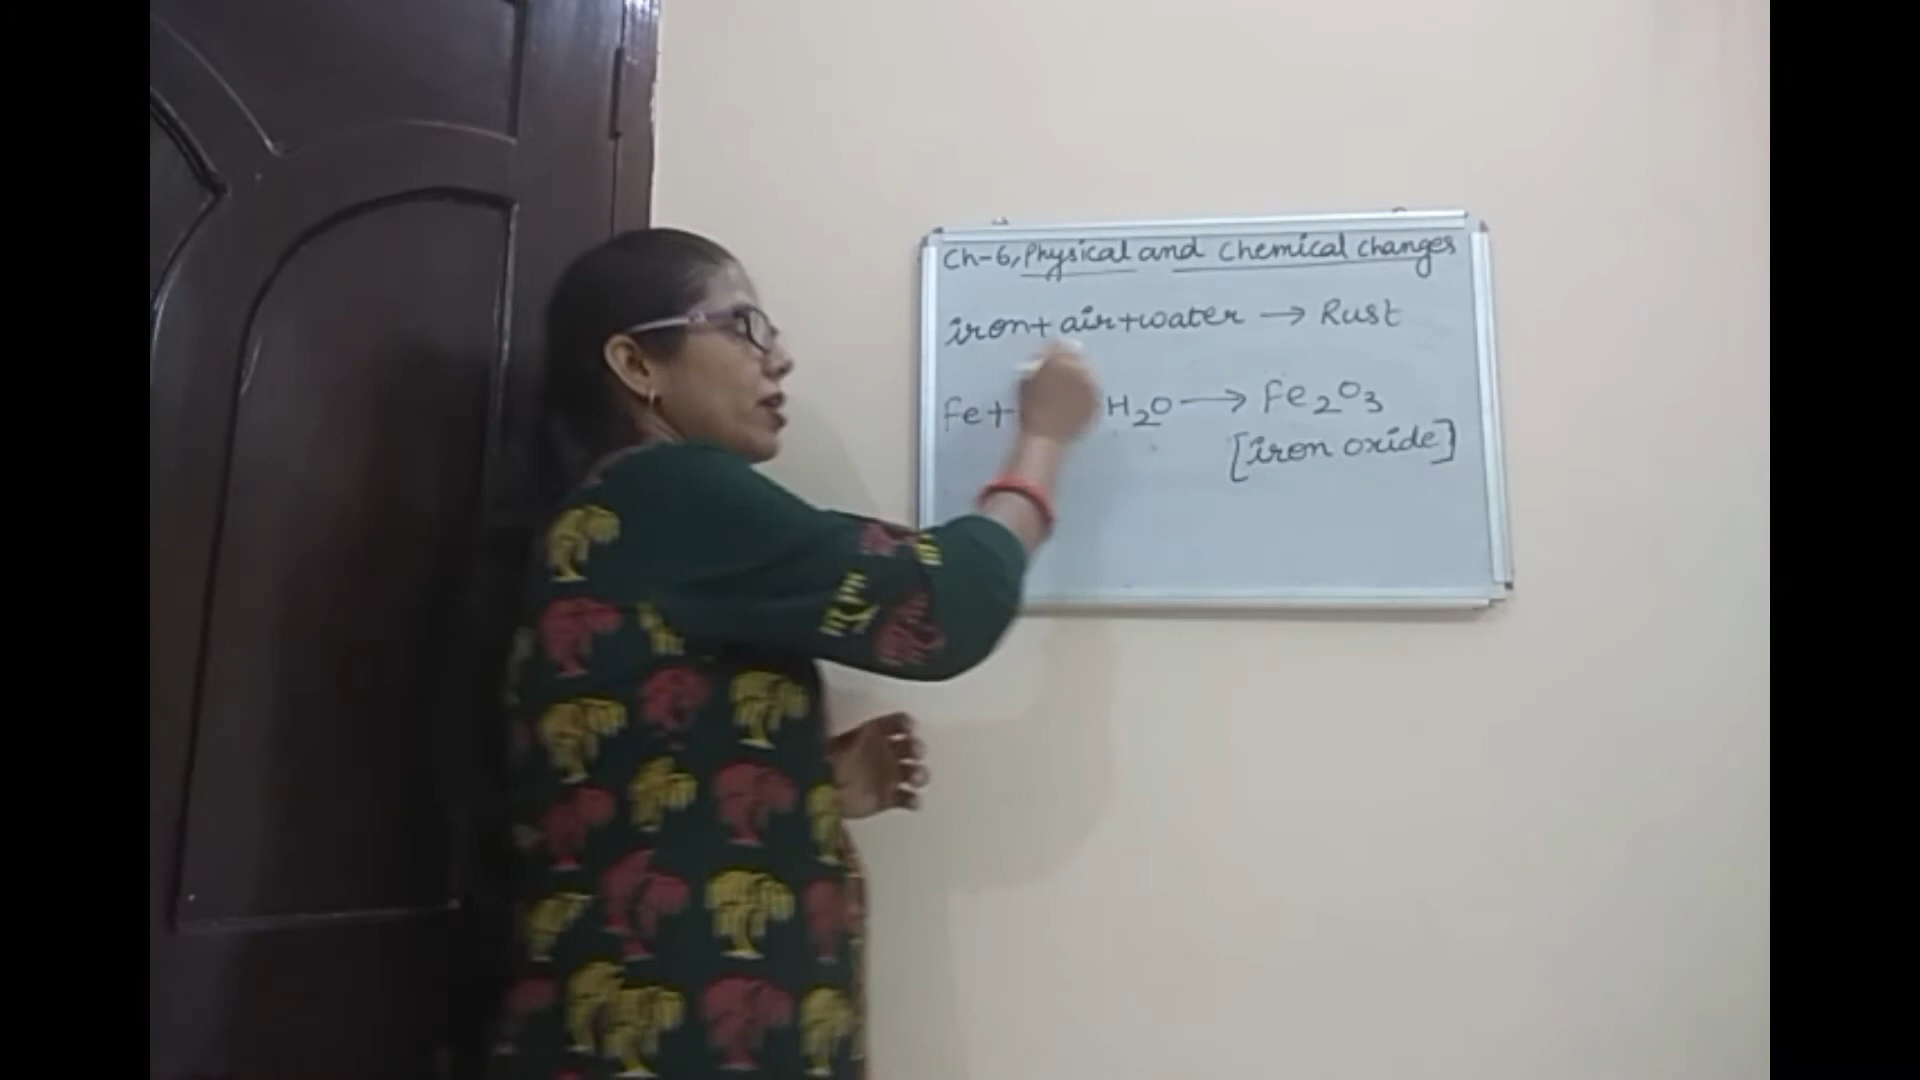 Ch-6, Physical and Chemical changes
iron + air + water → Rust
Fe + H₂O → Fe₂O₃
[iron oxide]